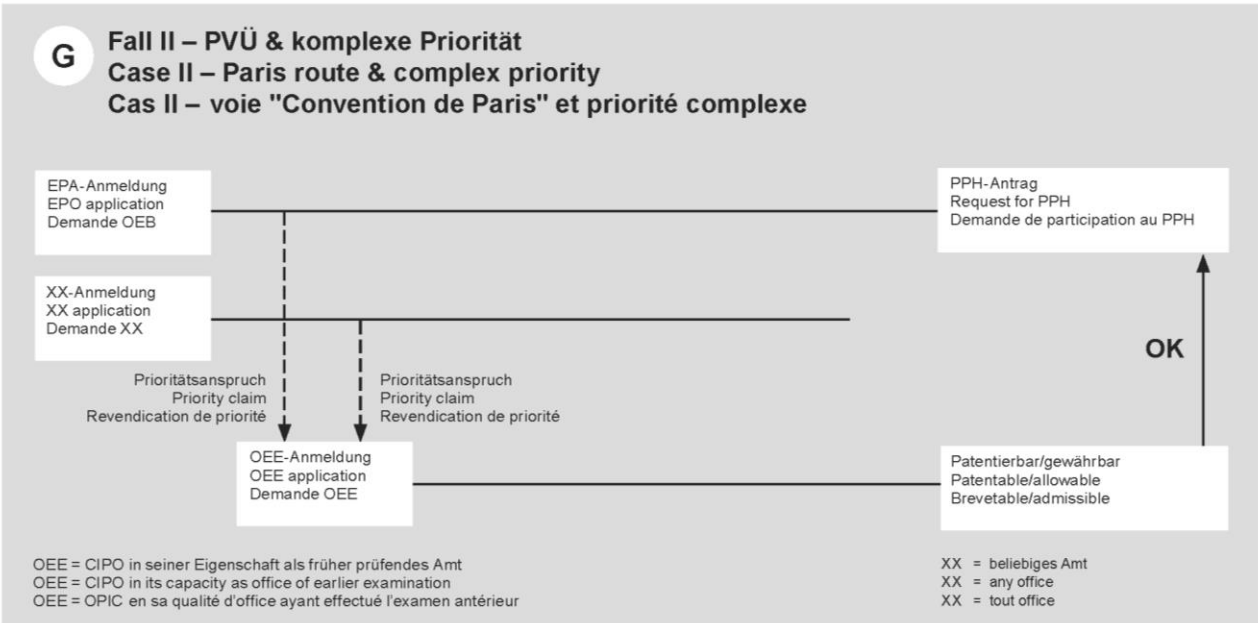 G
Fall II – PVÜ & komplexe Priorität
Case II – Paris route & complex priority
Cas II – voie "Convention de Paris" et priorité complexe
EPA-Anmeldung
EPO application
Demande OEB
PPH-Antrag
Request for PPH
Demande de participation au PPH
XX-Anmeldung
XX application
Demande XX
OK
Prioritätsanspruch
Priority claim
Revendication de priorité
Prioritätsanspruch
Priority claim
Revendication de priorité
OEE-Anmeldung
OEE application
Demande OEE
Patentierbar/gewährbar
Patentable/allowable
Brevetable/admissible
OEE = CIPO in seiner Eigenschaft als früher prüfendes Amt
OEE = CIPO in its capacity as office of earlier examination
OEE = OPIC en sa qualité d'office ayant effectué l'examen antérieur
XX = beliebiges Amt
XX = any office
XX = tout office